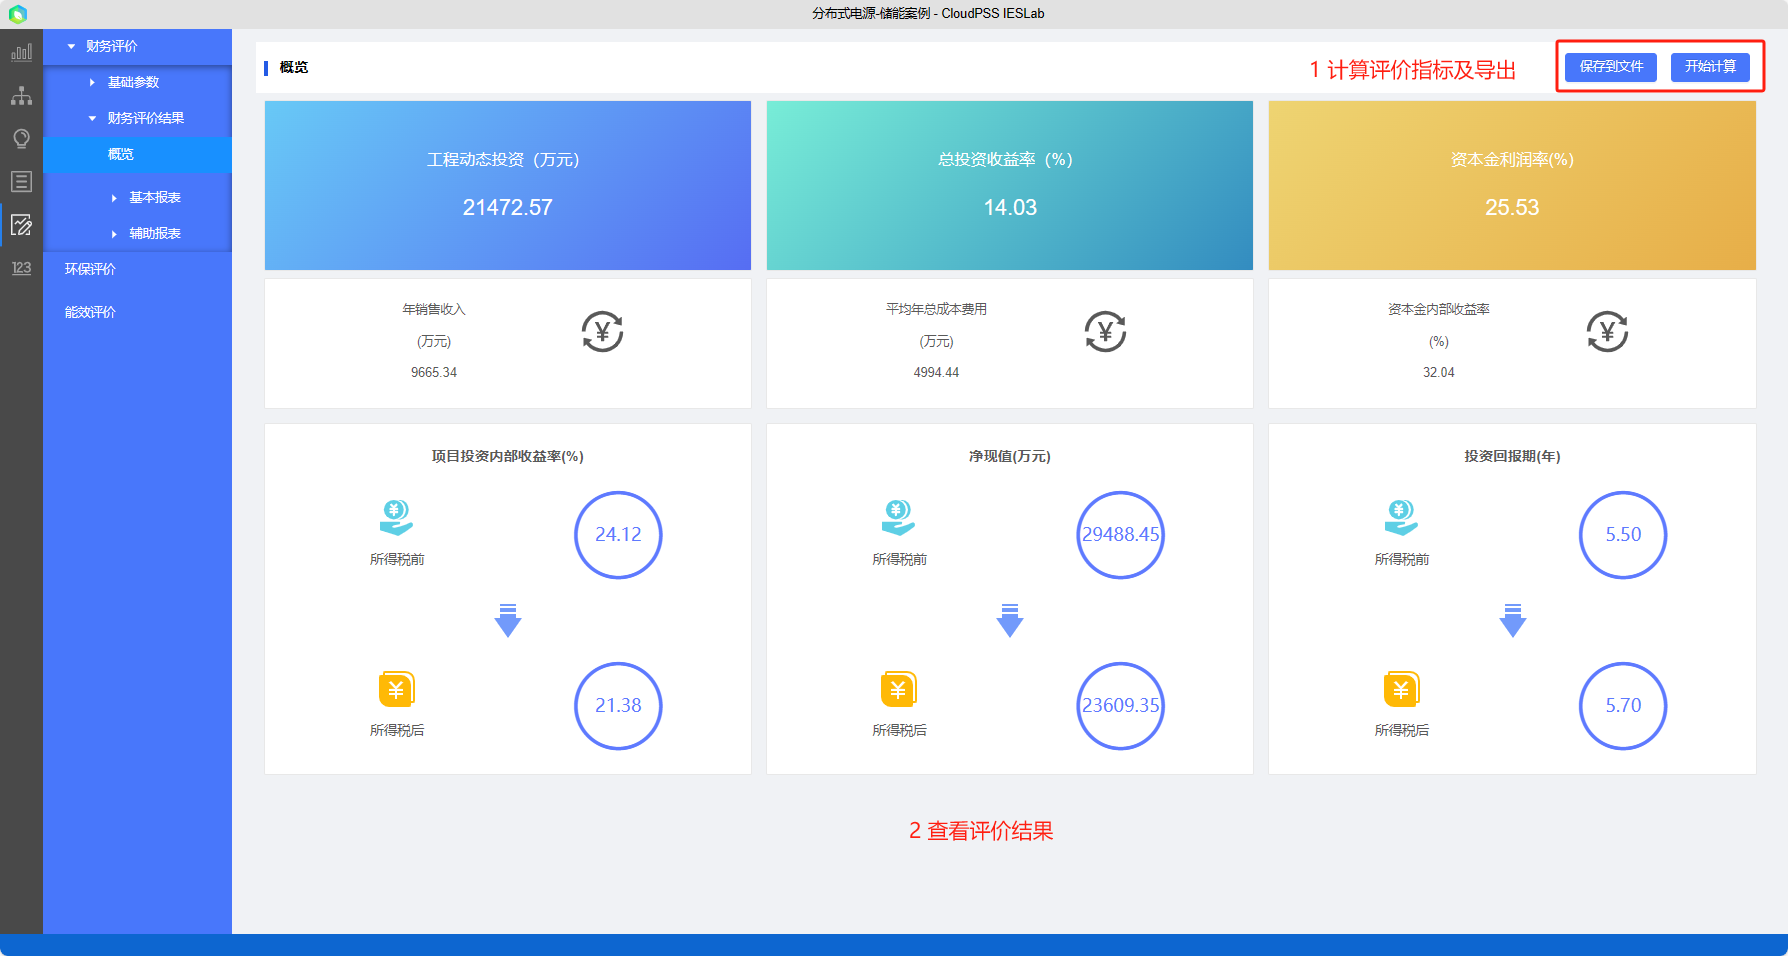 分布式电源-储能案例 - CloudPSS IESLab
财务评价
基础参数
财务评价结果
概览
基本报表
辅助报表
环保评价
能效评价
123
概览
1 计算评价指标及导出
保存到文件
开始计算
工程动态投资（万元）
21472.57
总投资收益率（%）
14.03
资本金利润率(%)
25.53
年销售收入
(万元)
9665.34
平均年总成本费用
(万元)
4994.44
资本金内部收益率
(%)
32.04
项目投资内部收益率(%)
所得税前
24.12
所得税后
21.38
净现值(万元)
所得税前
29488.45
所得税后
23609.35
投资回报期(年)
所得税前
5.50
所得税后
5.70
2 查看评价结果